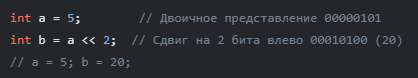 int a = 5;        // Двоичное представление 00000101
int b = a << 2;  // Сдвиг на 2 бита влево 00010100 (20)
// a = 5; b = 20;